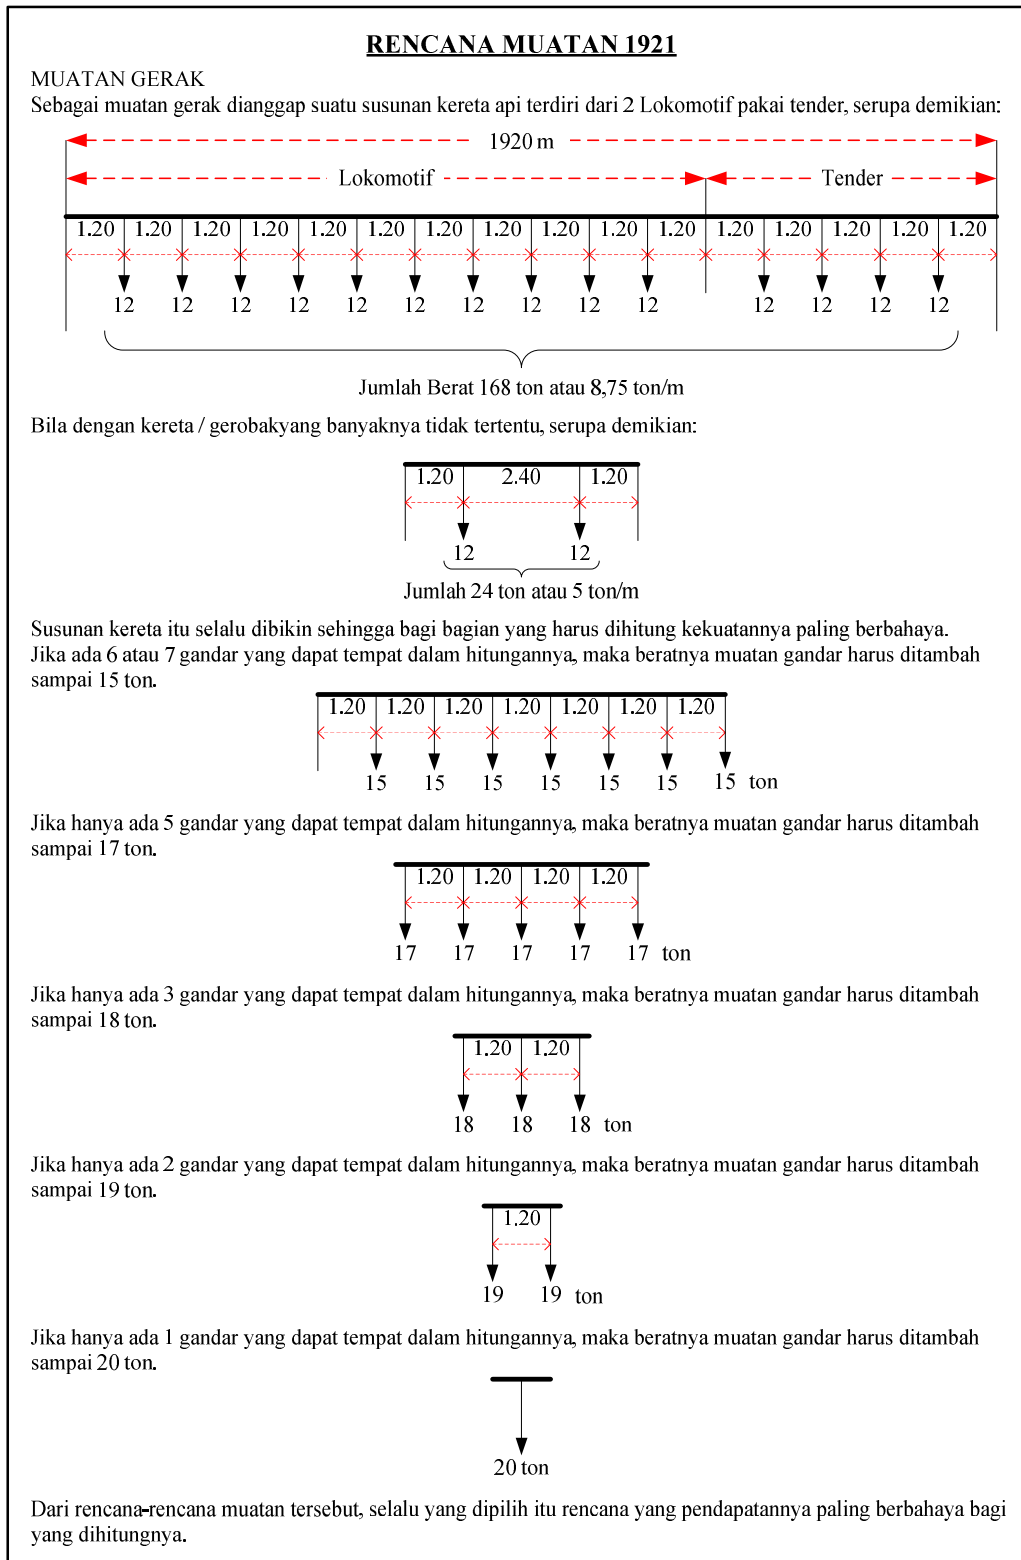 RENCANA MUATAN 1921
MUATAN GERAK
Sebagai muatan gerak dianggap suatu susunan kereta api terdiri dari 2 Lokomotif pakai tender, serupa demikian:
1920 m
Lokomotif Tender
1.20 1.20 1.20 1.20 1.20 1.20 1.20 1.20 1.20 1.20 1.20 1.20 1.20 1.20 1.20 1.20
12 12 12 12 12 12 12 12 12 12 12 12 12 12
Jumlah Berat 168 ton atau 8,75 ton/m
Bila dengan kereta / gerobakyang banyaknya tidak tertentu, serupa demikian:
1.20 2.40 1.20
12 12
Jumlah 24 ton atau 5 ton/m
Susunan kereta itu selalu dibikin sehingga bagi bagian yang harus dihitung kekuatannya paling berbahaya.
Jika ada 6 atau 7 gandar yang dapat tempat dalam hitungannya, maka beratnya muatan gandar harus ditambah
sampai 15 ton.
1.20 1.20 1.20 1.20 1.20 1.20 1.20
15 15 15 15 15 15 15 ton
Jika hanya ada 5 gandar yang dapat tempat dalam hitungannya, maka beratnya muatan gandar harus ditambah
sampai 17 ton.
1.20 1.20 1.20 1.20
17 17 17 17 17 ton
Jika hanya ada 3 gandar yang dapat tempat dalam hitungannya, maka beratnya muatan gandar harus ditambah
sampai 18 ton.
1.20 1.20
18 18 18 ton
Jika hanya ada 2 gandar yang dapat tempat dalam hitungannya, maka beratnya muatan gandar harus ditambah
sampai 19 ton.
1.20
19 19 ton
Jika hanya ada 1 gandar yang dapat tempat dalam hitungannya, maka beratnya muatan gandar harus ditambah
sampai 20 ton.
20 ton
Dari rencana-rencana muatan tersebut, selalu yang dipilih itu rencana yang pendapatannya paling berbahaya bagi
yang dihitungnya.